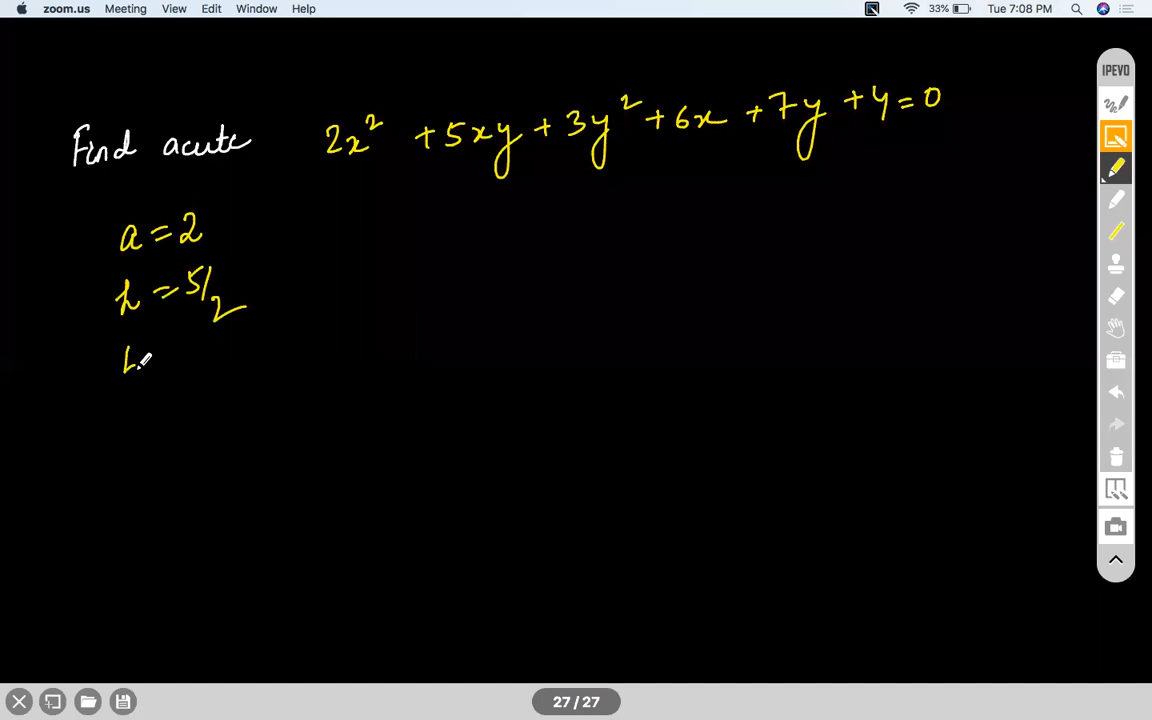 zoom.us Meeting View Edit Window Help 33% Tue 7:08 PM
IPEVO
Find acute 2x² + 5xy + 3y² + 6x + 7y + 4 = 0
a = 2
h = 5/2
27 / 27